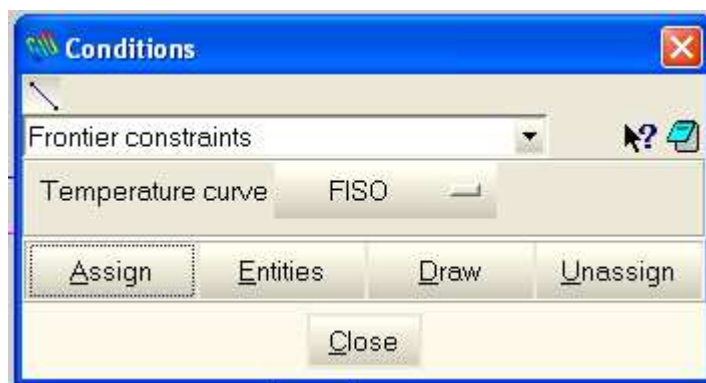 Conditions
Frontier constraints
Temperature curve FISO
Assign Entities Draw Unassign
Close